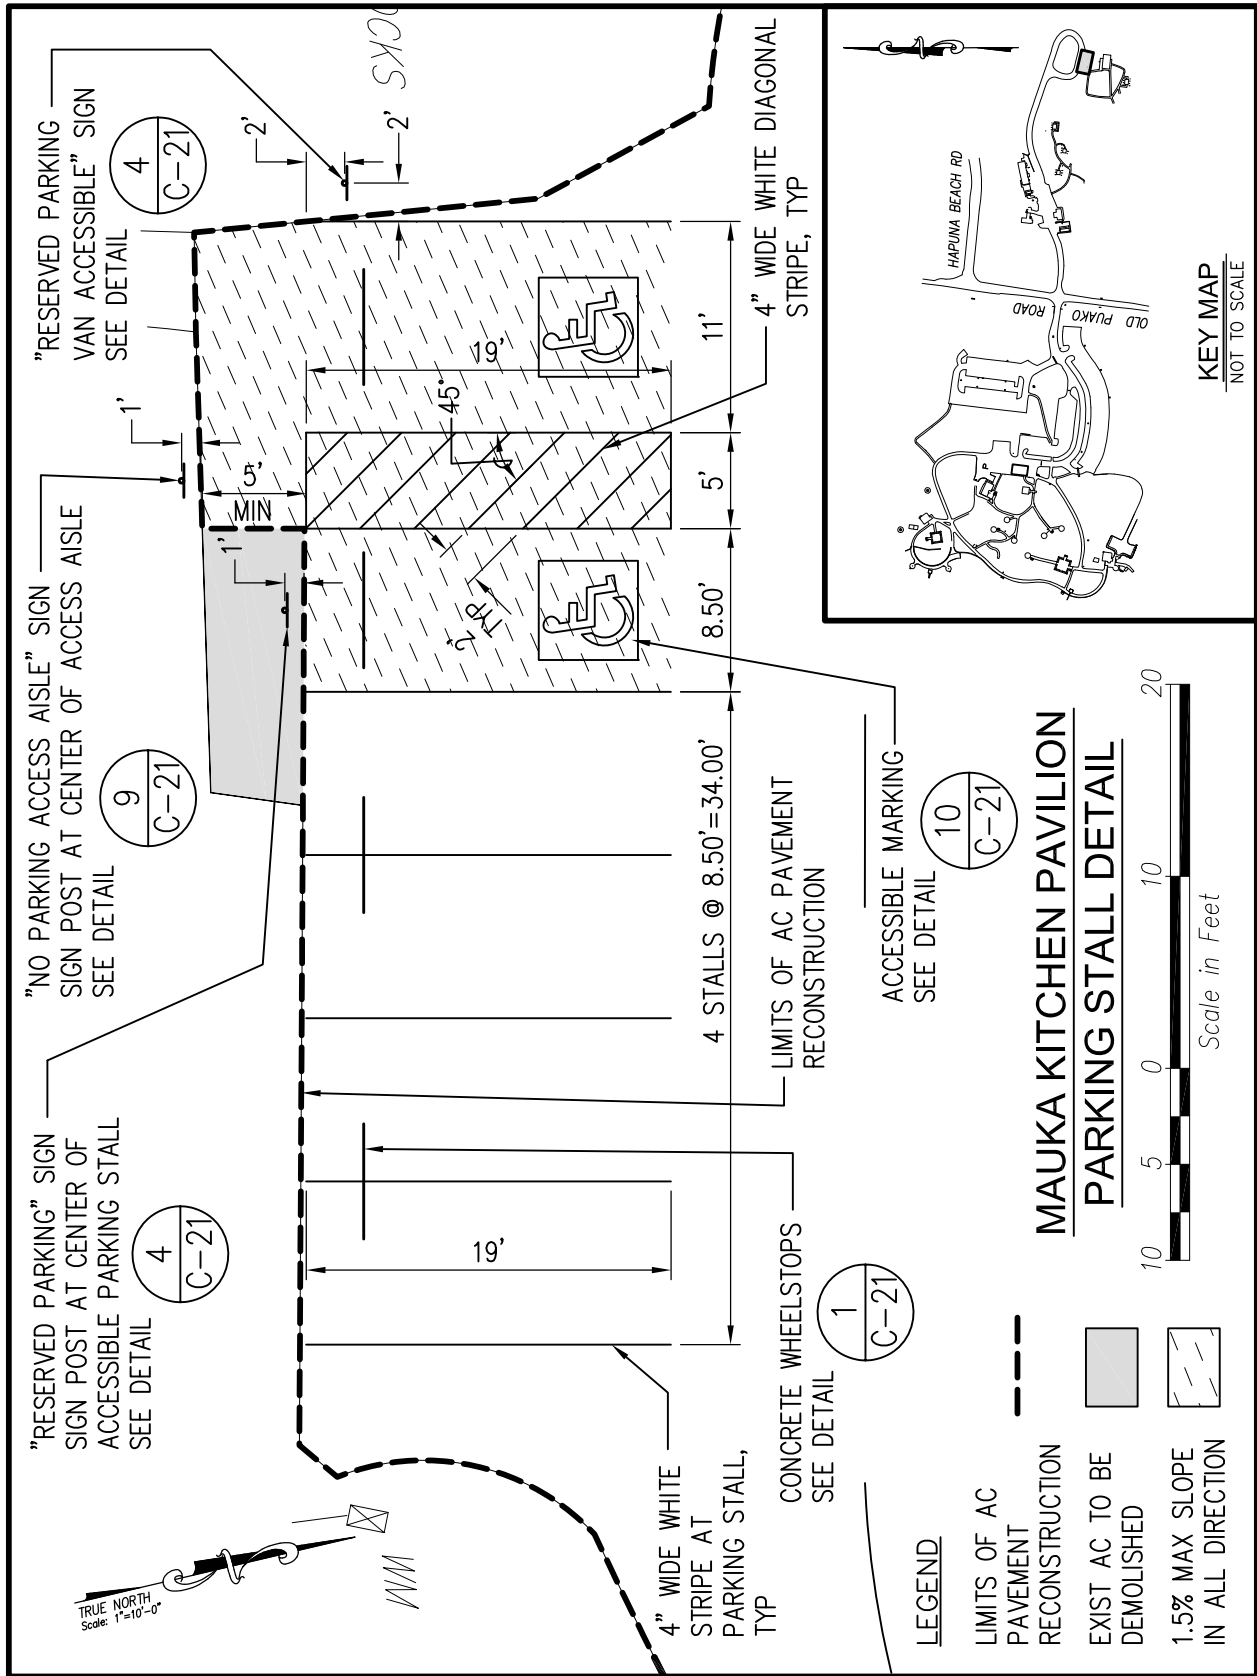 "RESERVED PARKING" SIGN
SIGN POST AT CENTER OF
ACCESSIBLE PARKING STALL
SEE DETAIL
4
C-21
"NO PARKING ACCESS AISLE" SIGN
SIGN POST AT CENTER OF ACCESS AISLE
SEE DETAIL
9
C-21
"RESERVED PARKING
VAN ACCESSIBLE" SIGN
SEE DETAIL
4
C-21
OCKS
TRUE NORTH
Scale: 1"=10'-0"
1'
1'
2'
2'
5'
MIN
19'
19'
45°
2'
TYP
4 STALLS @ 8.50'=34.00'
8.50'
5'
11'
4" WIDE WHITE
STRIPE AT
PARKING STALL,
TYP
CONCRETE WHEELSTOPS
SEE DETAIL
1
C-21
LIMITS OF AC PAVEMENT
RECONSTRUCTION
ACCESSIBLE MARKING
SEE DETAIL
10
C-21
4" WIDE WHITE DIAGONAL
STRIPE, TYP
LEGEND
LIMITS OF AC
PAVEMENT
RECONSTRUCTION
EXIST AC TO BE
DEMOLISHED
1.5% MAX SLOPE
IN ALL DIRECTION
MAUKA KITCHEN PAVILION
PARKING STALL DETAIL
10 5 0 10 20
Scale in Feet
HAPUNA BEACH RD
OLD PUAKO
ROAD
P
KEY MAP
NOT TO SCALE